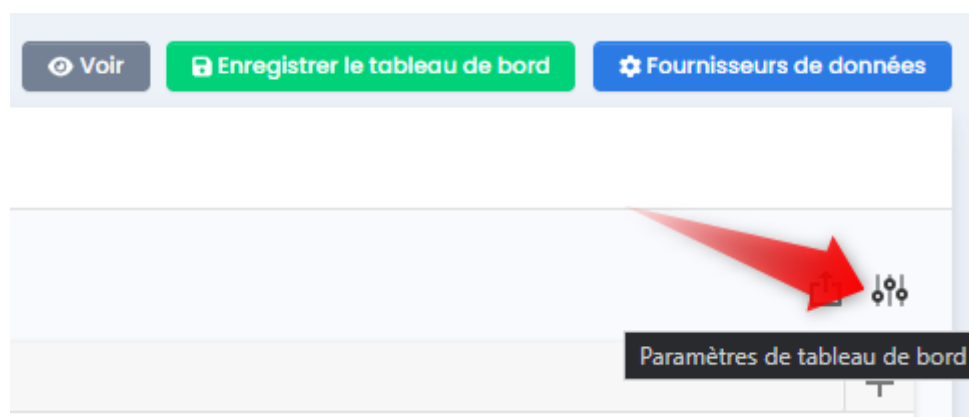 Voir
Enregistrer le tableau de bord
Fournisseurs de données
Paramètres de tableau de bord